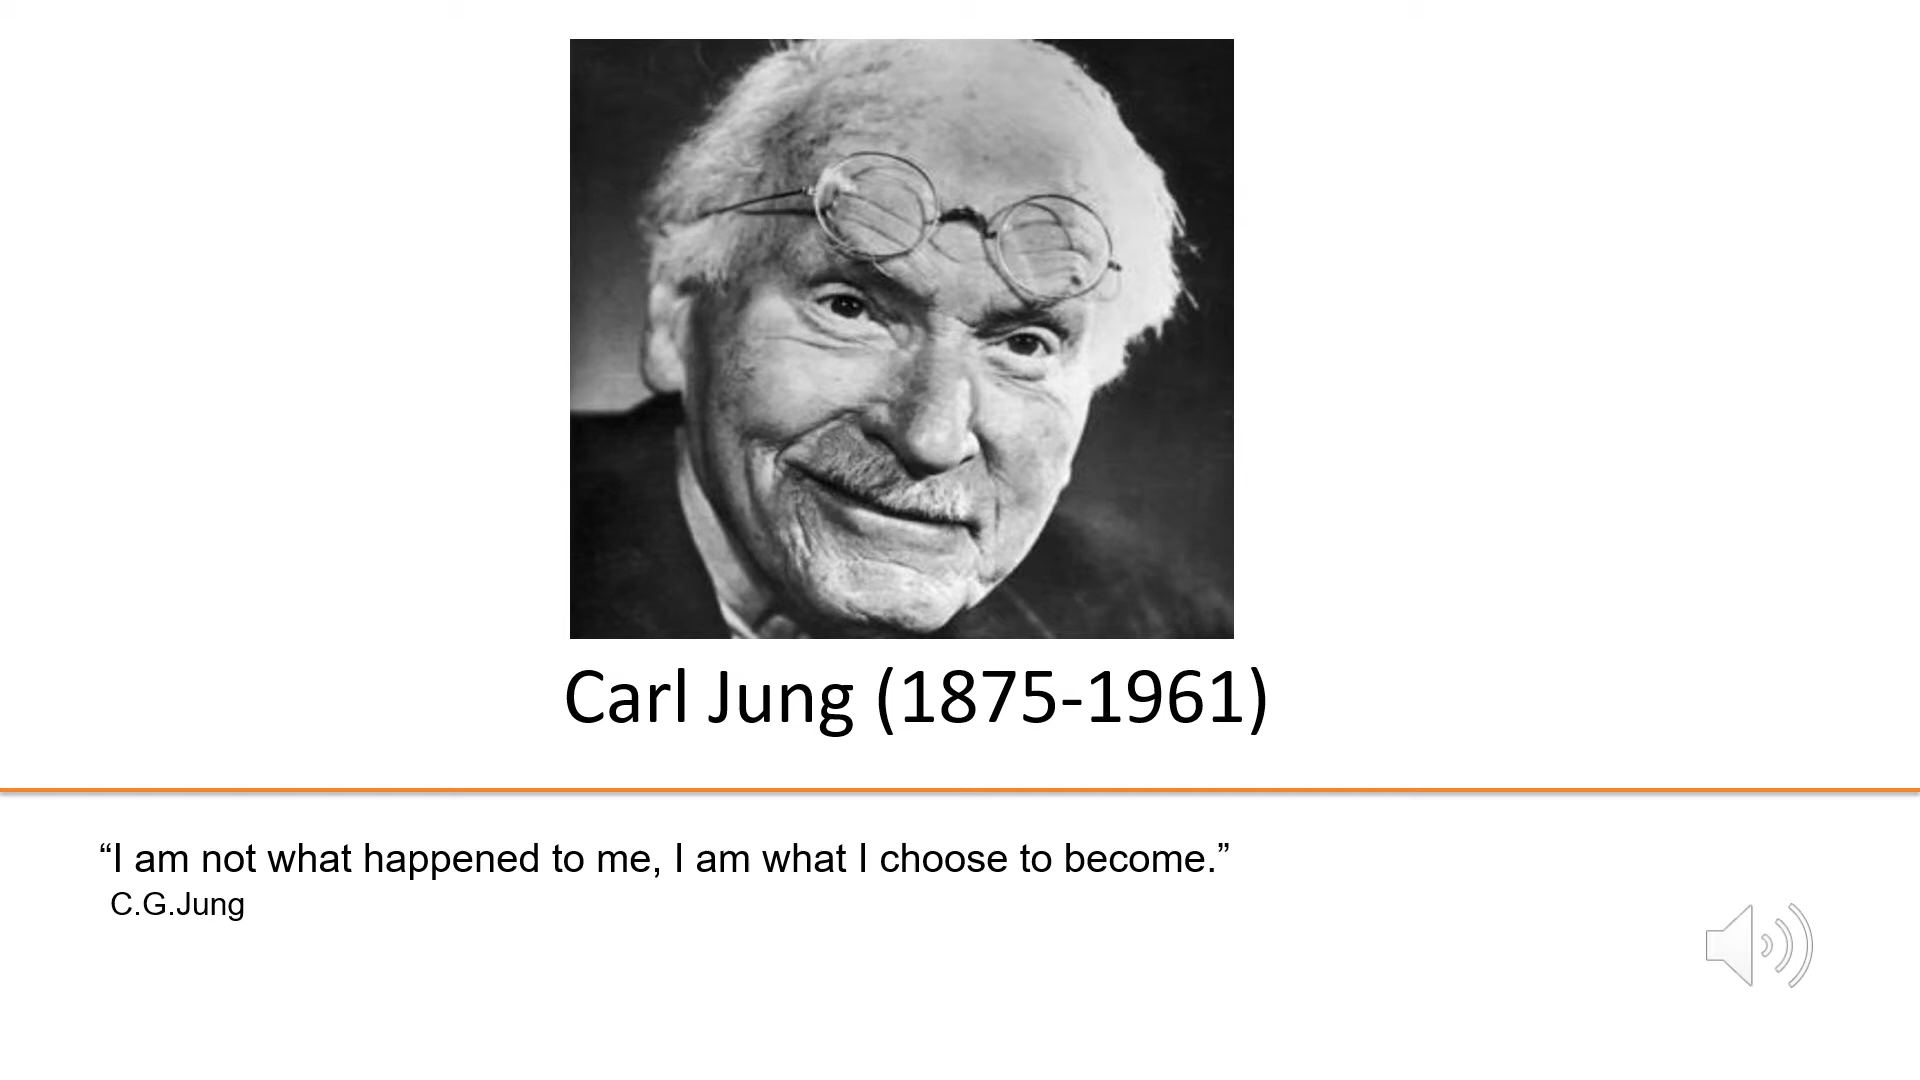 Carl Jung (1875-1961)
“I am not what happened to me, I am what I choose to become.”
C.G.Jung